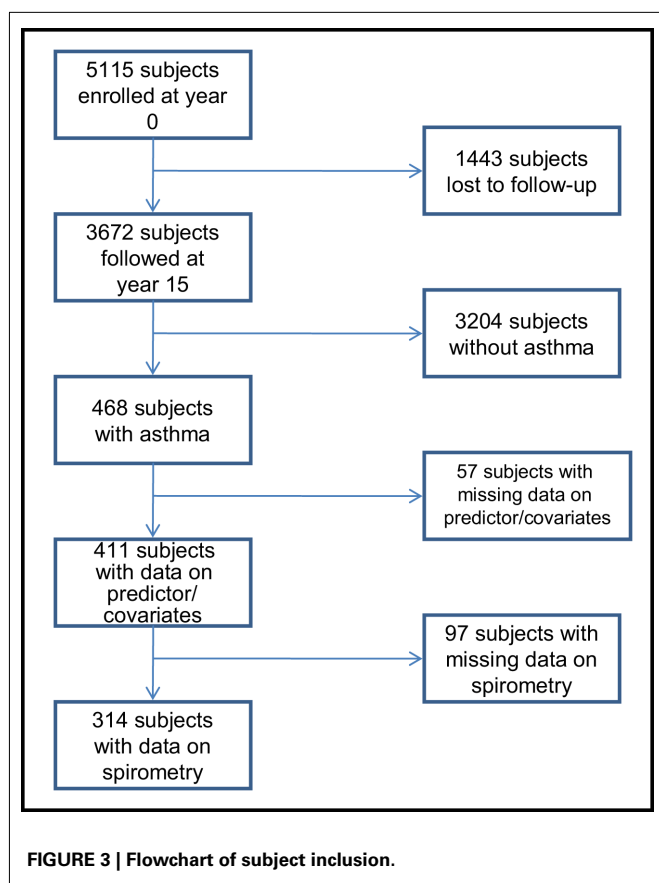 5115 subjects
enrolled at year
0
1443 subjects
lost to follow-up
3672 subjects
followed at
year 15
3204 subjects
without asthma
468 subjects
with asthma
57 subjects with
missing data on
predictor/covariates
411 subjects
with data on
predictor/
covariates
97 subjects with
missing data on
spirometry
314 subjects
with data on
spirometry
FIGURE 3 | Flowchart of subject inclusion.